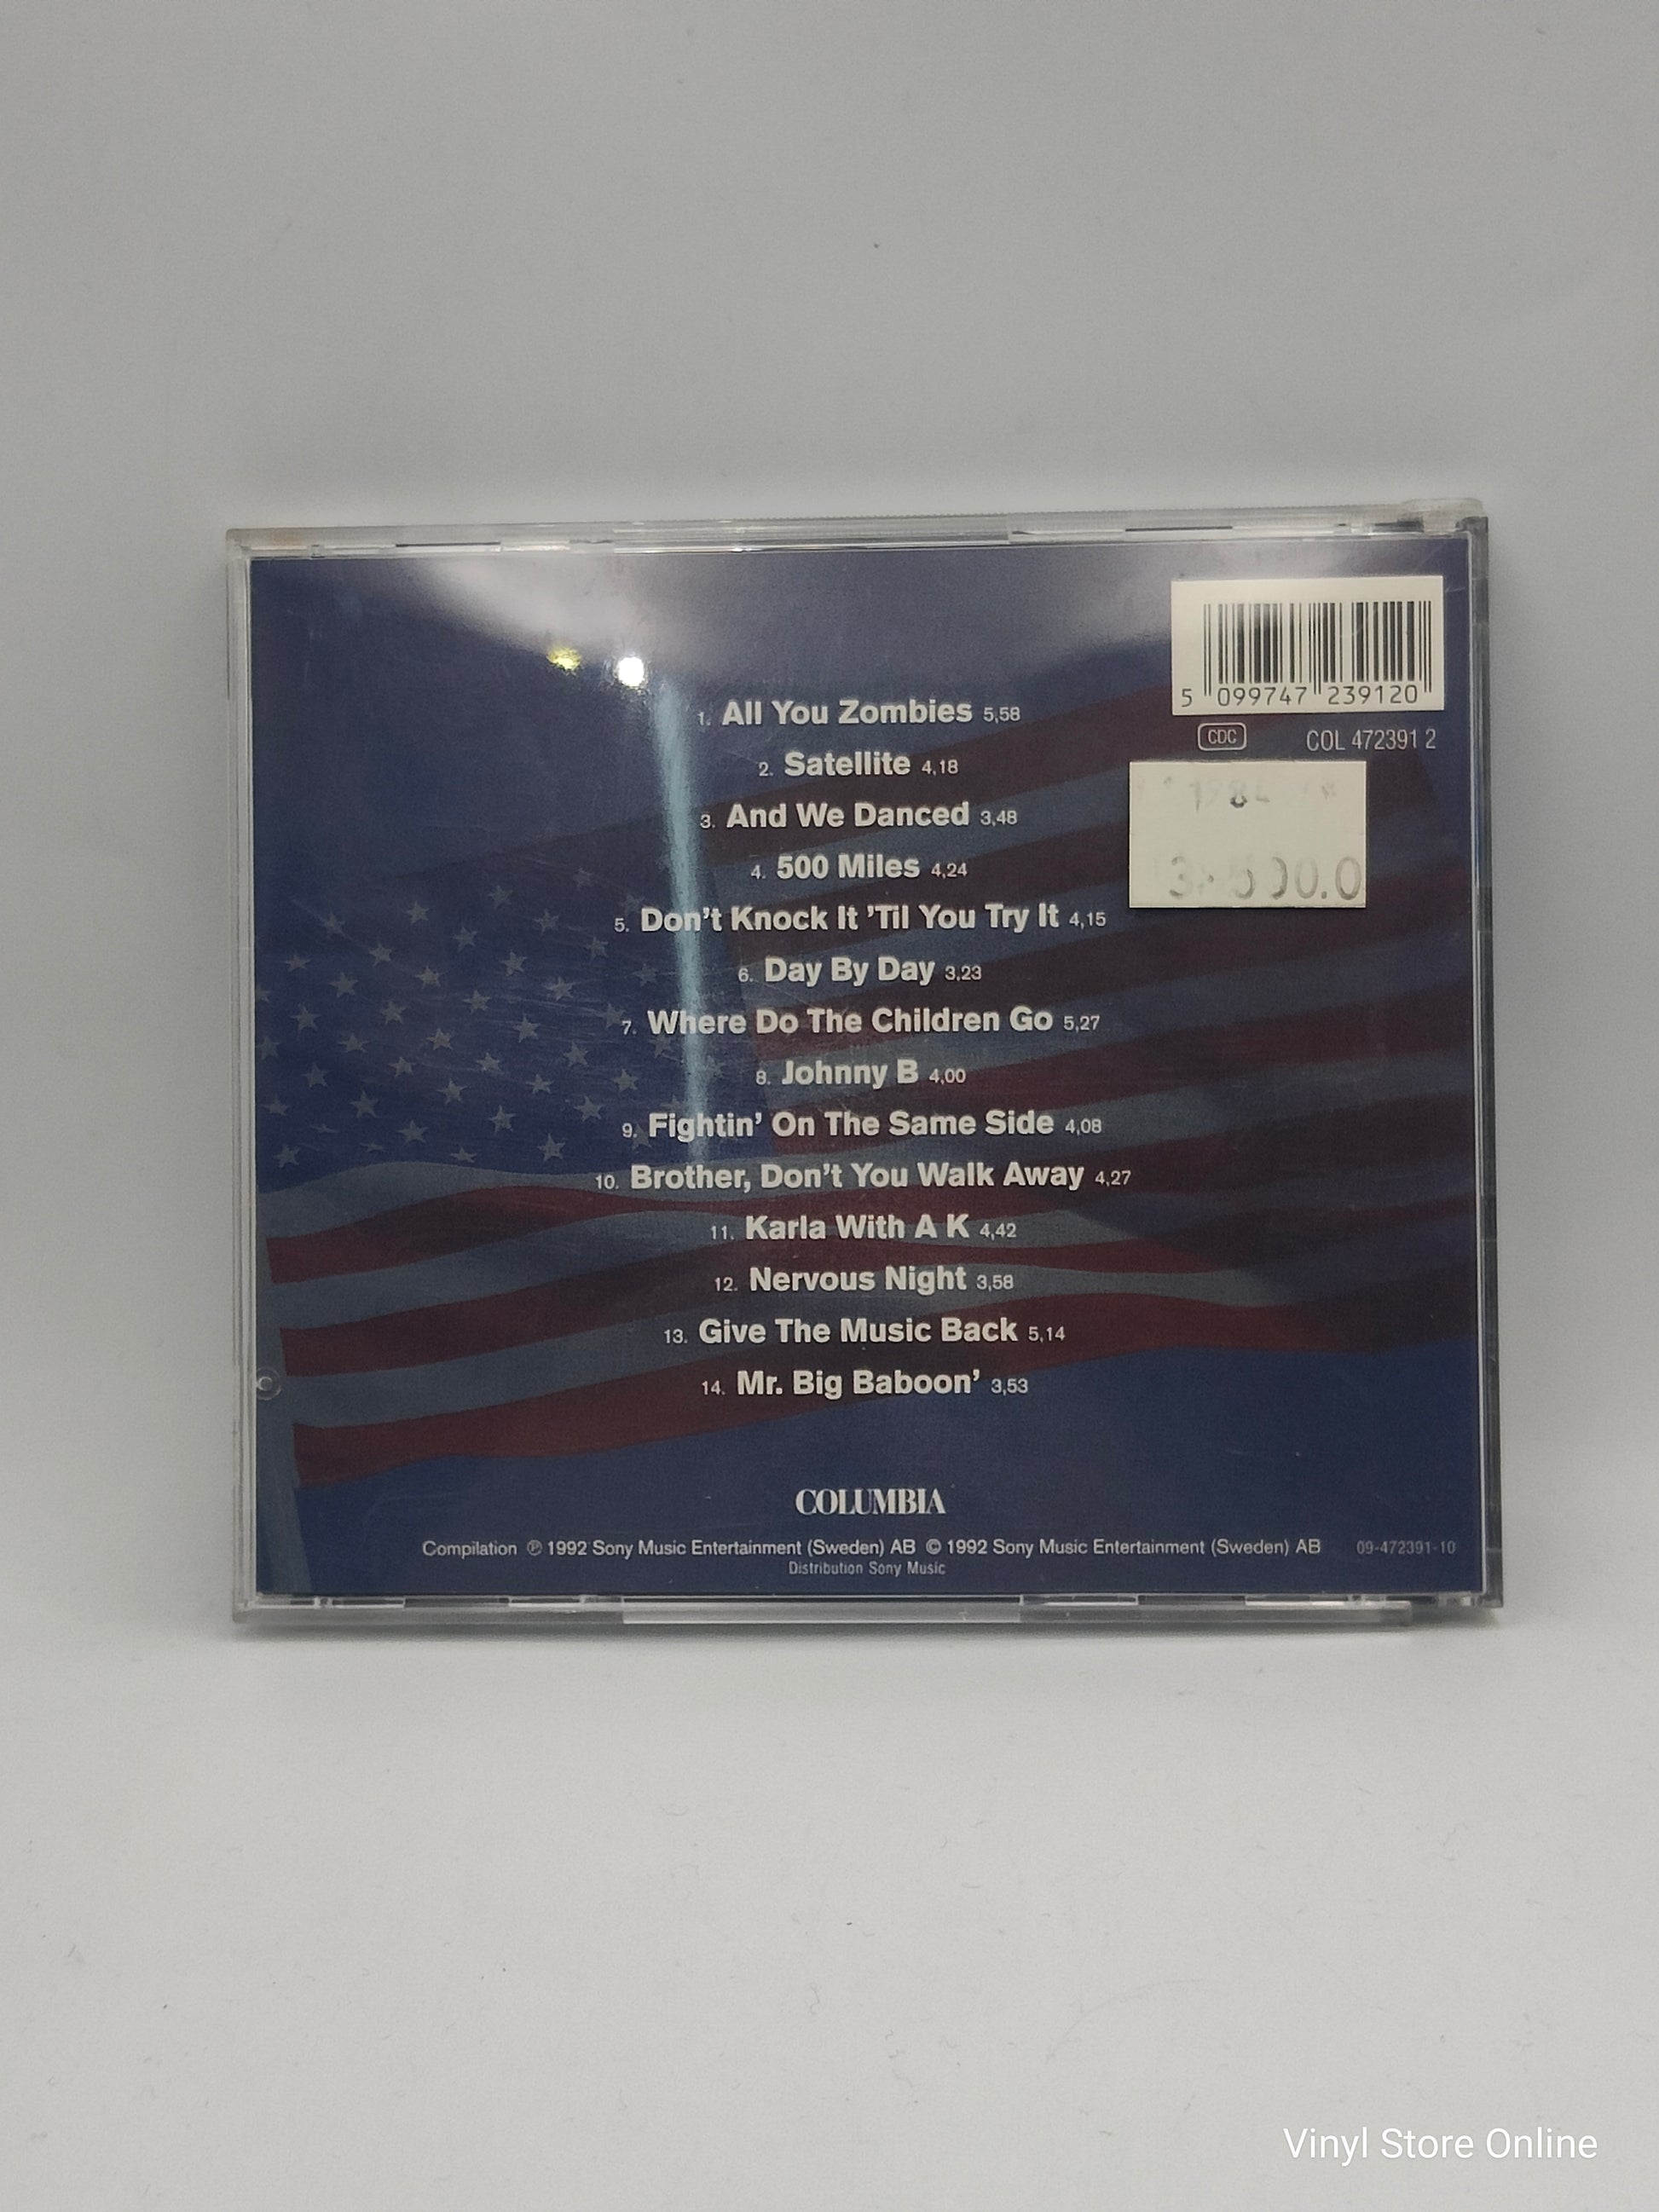 5 099747 239120
CDC COL 472391 2
1. All You Zombies 5,58
2. Satellite 4,18
3. And We Danced 3,48
4. 500 Miles 4,24
5. Don't Knock It 'Til You Try It 4,15
6. Day By Day 3,23
7. Where Do The Children Go 5,27
8. Johnny B 4,00
9. Fightin' On The Same Side 4,08
10. Brother, Don't You Walk Away 4,27
11. Karla With A K 4,42
12. Nervous Night 3,58
13. Give The Music Back 5,14
14. Mr. Big Baboon' 3,53
COLUMBIA
Compilation ℗ 1992 Sony Music Entertainment (Sweden) AB © 1992 Sony Music Entertainment (Sweden) AB 09-472391-10
Distribution Sony Music
Vinyl Store Online